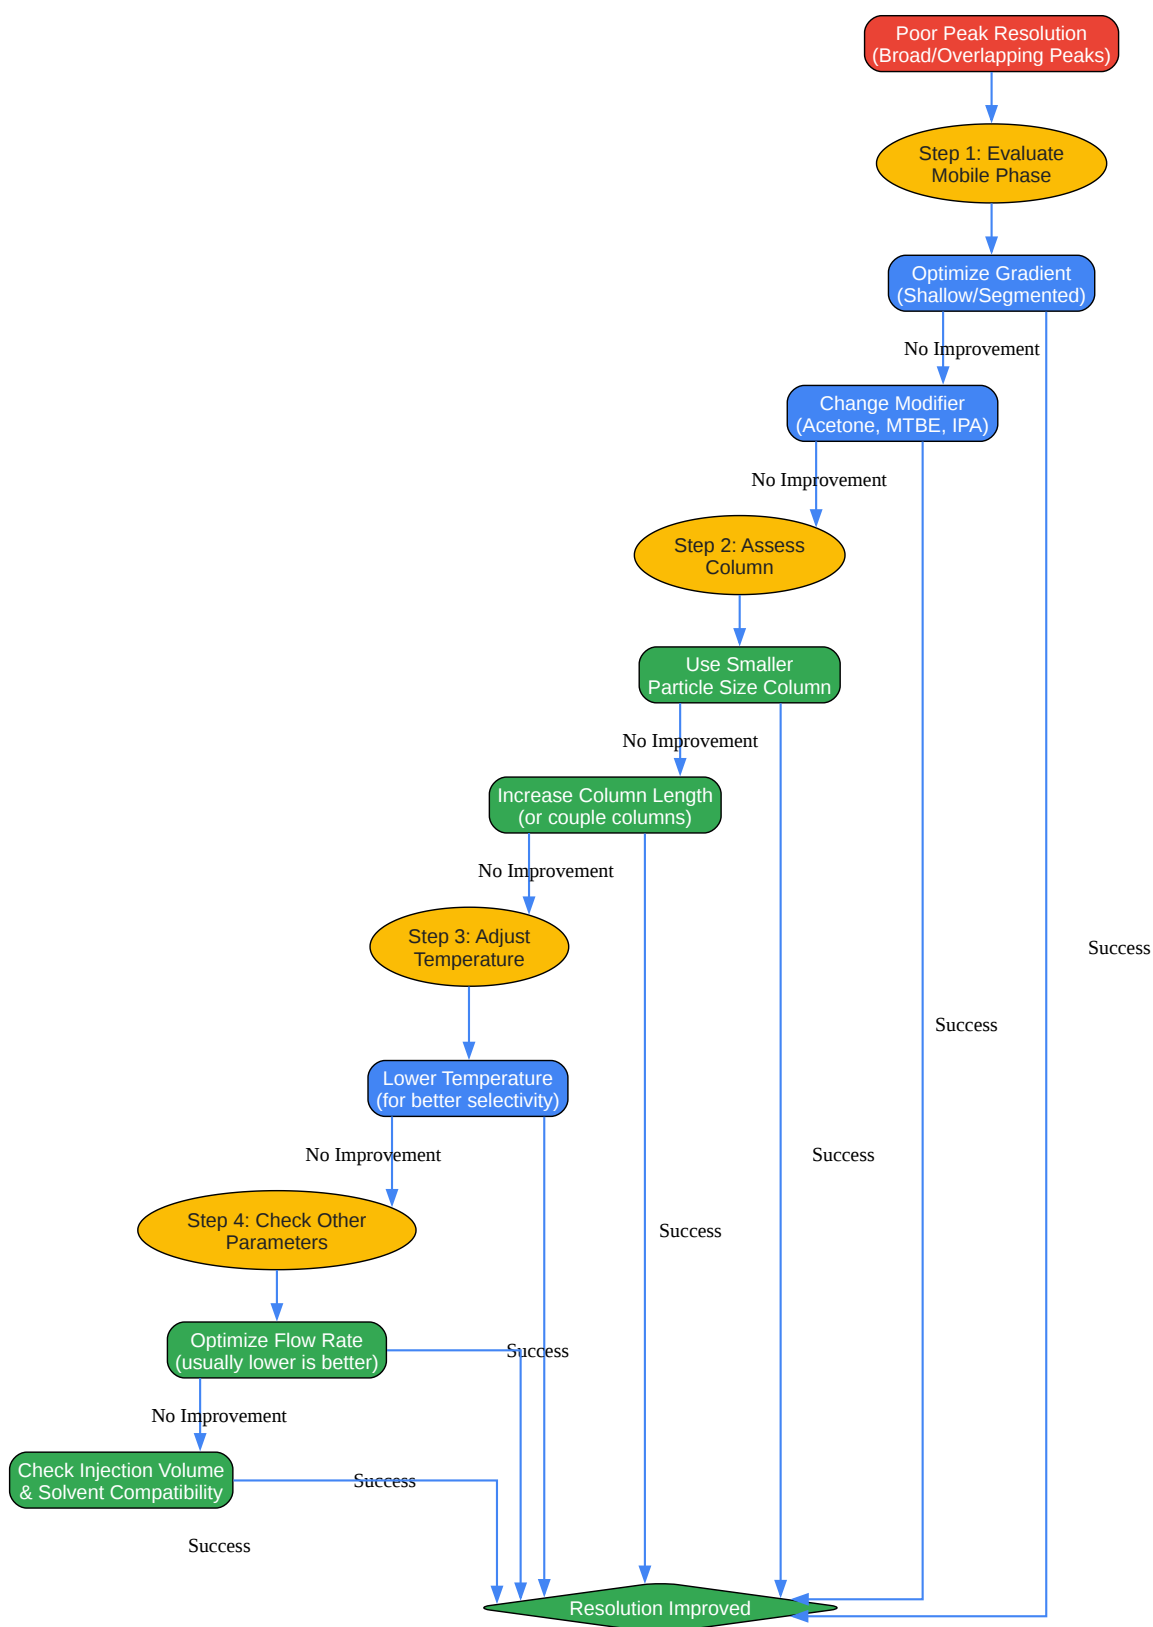 Poor Peak Resolution
(Broad/Overlapping Peaks)
Step 1: Evaluate
Mobile Phase
Optimize Gradient
(Shallow/Segmented)
No Improvement
Change Modifier
(Acetone, MTBE, IPA)
No Improvement
Step 2: Assess
Column
Use Smaller
Particle Size Column
No Improvement
Increase Column Length
(or couple columns)
No Improvement
Step 3: Adjust
Temperature
Success
Success
Lower Temperature
(for better selectivity)
No Improvement
Success
Step 4: Check Other
Parameters
Success
Optimize Flow Rate
(usually lower is better)
Success
No Improvement
Check Injection Volume
& Solvent Compatibility
Success
Success
Resolution Improved